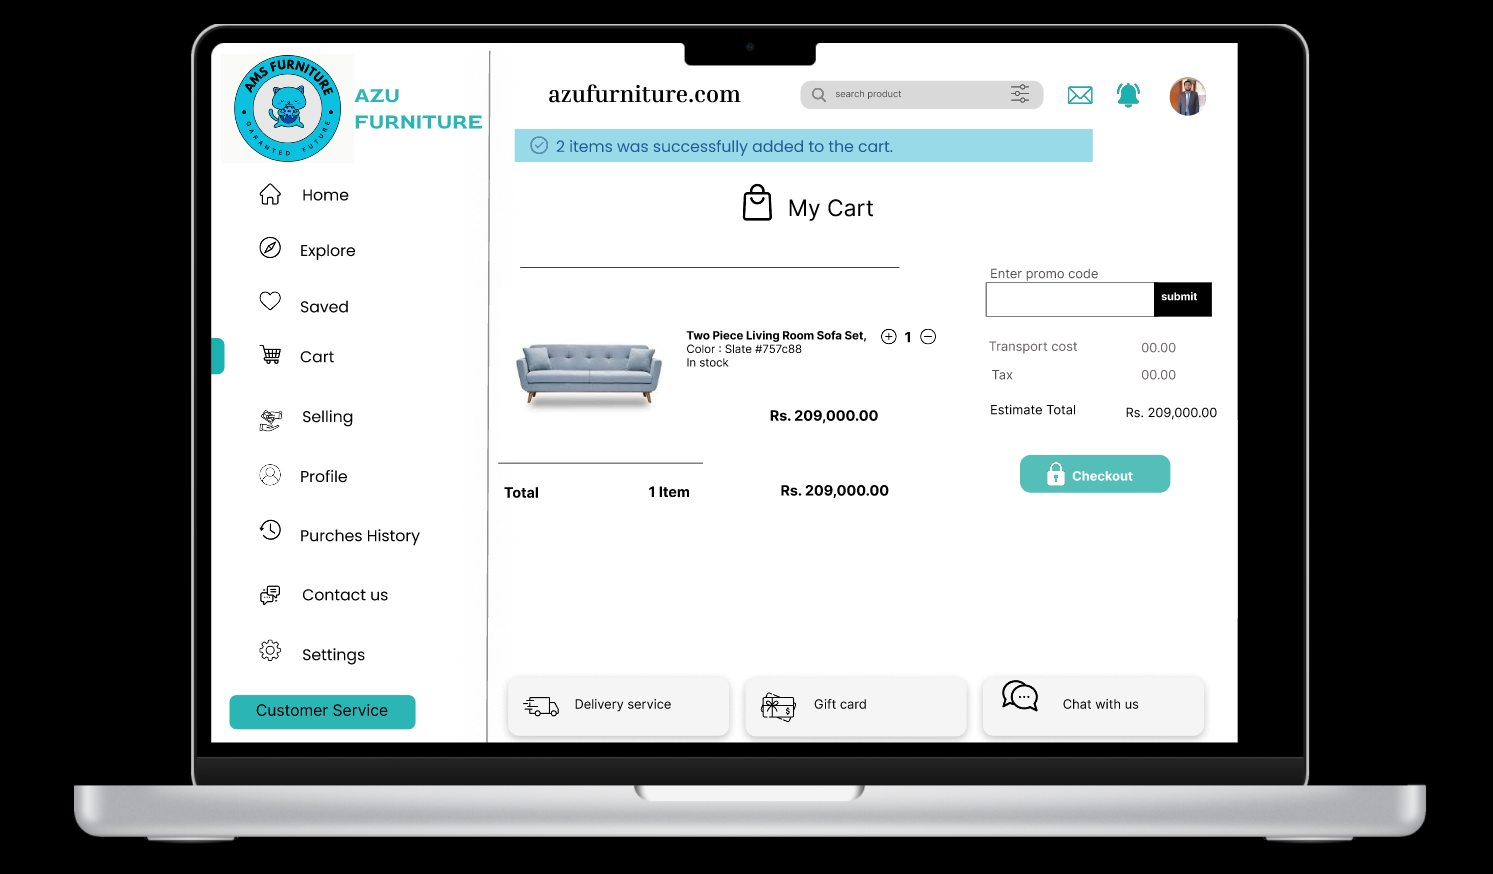 AMS FURNITURE
GARANTED FUTURE
AZU
FURNITURE
azufurniture.com
search product
2 items was successfully added to the cart.
My Cart
Home
Explore
Saved
Cart
Selling
Profile
Purches History
Contact us
Settings
Customer Service
Two Piece Living Room Sofa Set,
1
Color : Slate #757c88
In stock
Rs. 209,000.00
Total 1 Item Rs. 209,000.00
Enter promo code
submit
Transport cost 00.00
Tax 00.00
Estimate Total Rs. 209,000.00
Checkout
Delivery service
$
Gift card
Chat with us